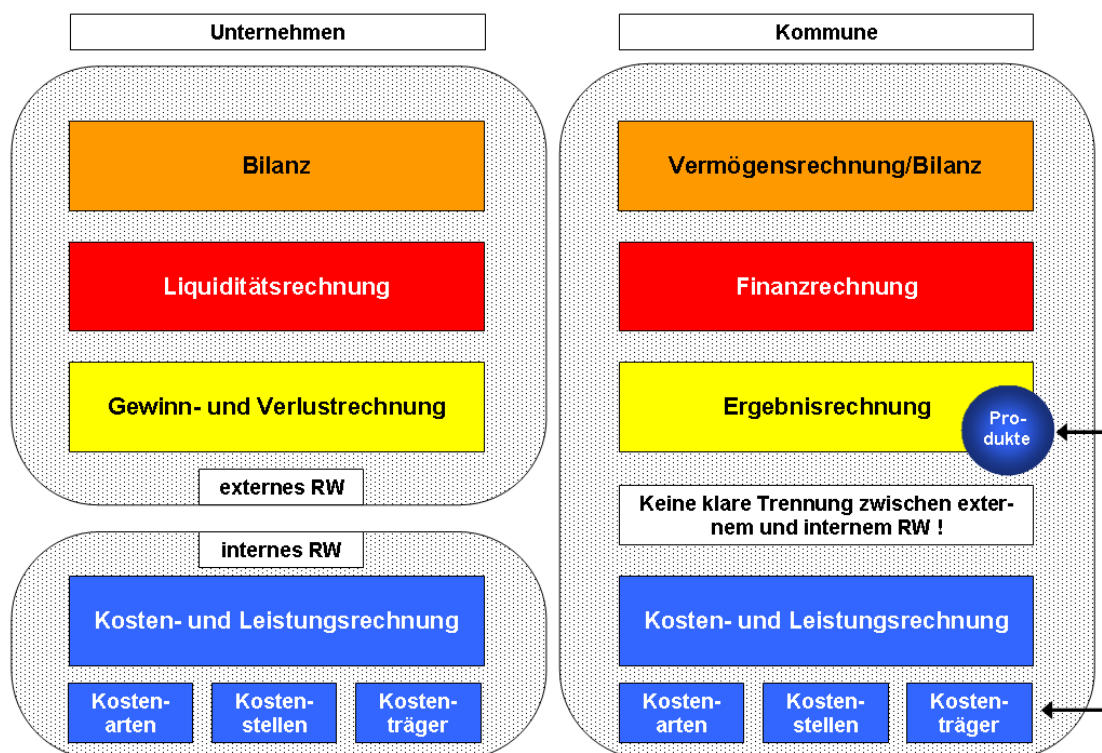 Unternehmen
Bilanz
Liquiditätsrechnung
Gewinn- und Verlustrechnung
externes RW
internes RW
Kosten- und Leistungsrechnung
Kosten-
arten
Kosten-
stellen
Kosten-
träger
Kommune
Vermögensrechnung/Bilanz
Finanzrechnung
Ergebnisrechnung
Pro-
dukte
Keine klare Trennung zwischen exter-
nem und internem RW !
Kosten- und Leistungsrechnung
Kosten-
arten
Kosten-
stellen
Kosten-
träger